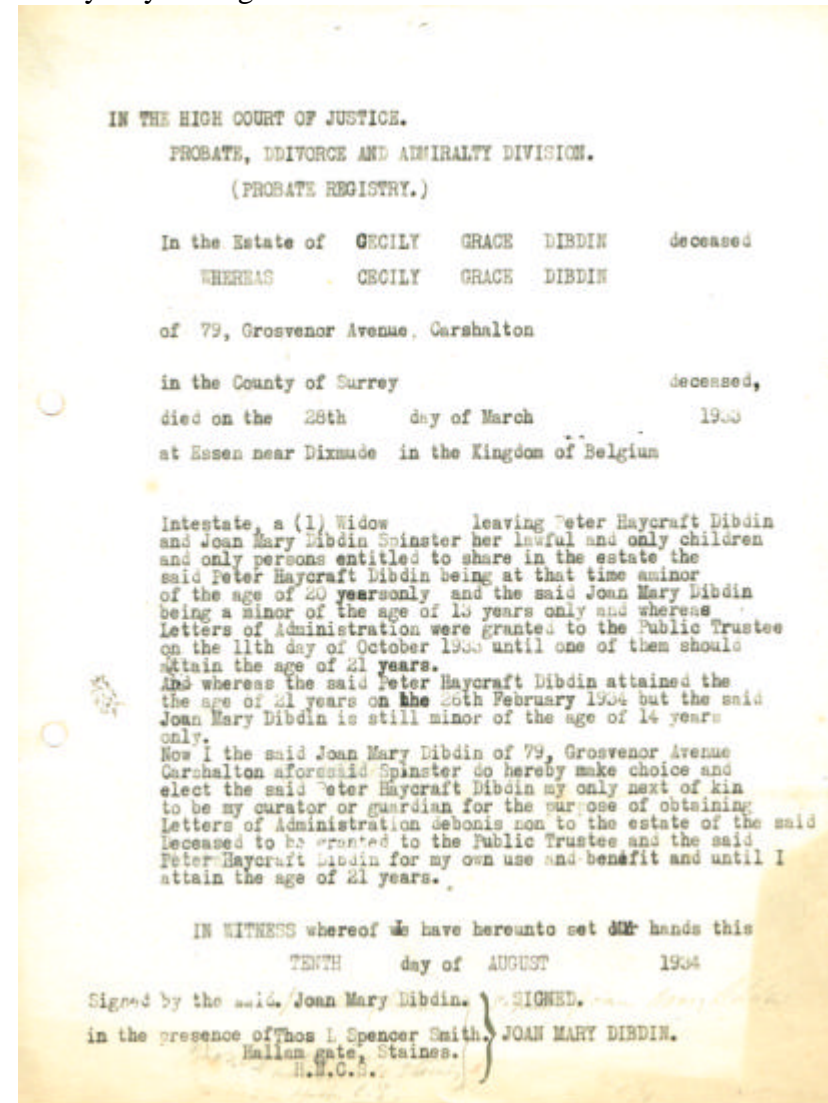 IN THE HIGH COURT OF JUSTICE.
PROBATE, DDIVORCE AND ADMIRALTY DIVISION.
(PROBATE REGISTRY.)
In the Estate of CECILY GRACE DIBDIN deceased
WHEREAS CECILY GRACE DIBDIN
of 79, Grosvenor Avenue, Carshalton
in the County of Surrey deceased,
died on the 28th day of March 1933
at Essen near Dixmude in the Kingdom of Belgium
Intestate, a (1) Widow leaving Peter Haycraft Dibdin
and Joan Mary Dibdin Spinster her lawful and only children
and only persons entitled to share in the estate the
said Peter Haycraft Dibdin being at that time aminor
of the age of 20 yearsonly and the said Joan Mary Dibdin
being a minor of the age of 13 years only and whereas
Letters of Administration were granted to the Public Trustee
on the 11th day of October 1933 until one of them should
attain the age of 21 years.
And whereas the said Peter Haycraft Dibdin attained the
the age of 21 years on the 26th February 1934 but the said
Joan Mary Dibdin is still minor of the age of 14 years
only.
Now I the said Joan Mary Dibdin of 79, Grosvenor Avenue
Carshalton aforesaiid Spinster do hereby make choice and
elect the said Peter Haycraft Dibdin my only next of kin
to be my curator or guardian for the purpose of obtaining
Letters of Administration debonis non to the estate of the said
Deceased to be granted to the Public Trustee and the said
Peter Haycraft Dibdin for my own use and benefit and until I
attain the age of 21 years.
IN WITNESS whereof I have hereunto set my hands this
TENTH day of AUGUST 1934
Signed by the said. Joan Mary Dibdin. SIGNED.
in the presence ofThos L Spencer Smith. JOAN MARY DIBDIN.
Hallam gate, Staines.
H.M.C.S.